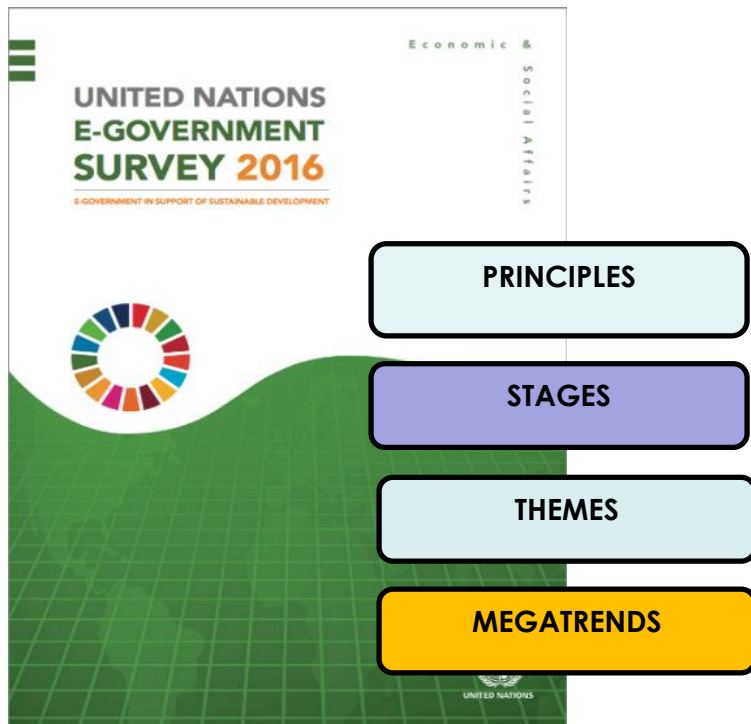 Economic &
Social Affairs
UNITED NATIONS
E-GOVERNMENT
SURVEY 2016
E-GOVERNMENT IN SUPPORT OF SUSTAINABLE DEVELOPMENT
PRINCIPLES
STAGES
THEMES
MEGATRENDS
UNITED NATIONS